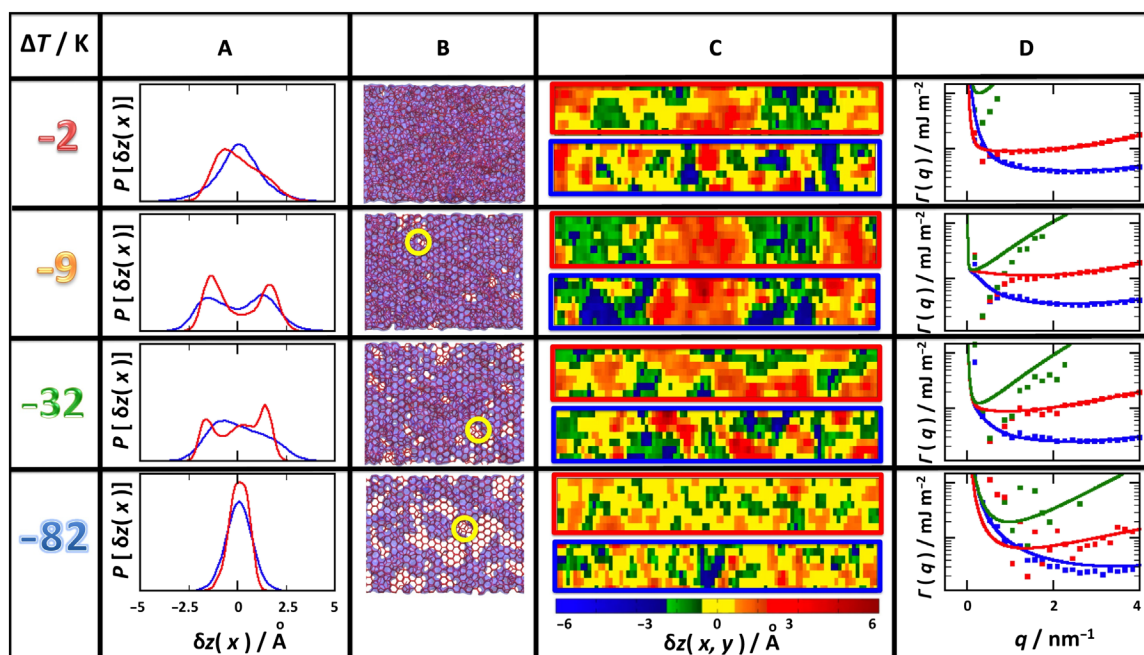 ΔT / K
A
B
C
D
−2
P [ δz( x )]
Γ ( q ) / mJ m−2
−9
P [ δz( x )]
Γ ( q ) / mJ m−2
−32
P [ δz( x )]
Γ ( q ) / mJ m−2
−82
P [ δz( x )]
Γ ( q ) / mJ m−2
−5 −2.5 0 2.5 5
δz( x ) / Å
−6 −3 0 3 6
δz( x, y ) / Å
0 2 4
q / nm−1